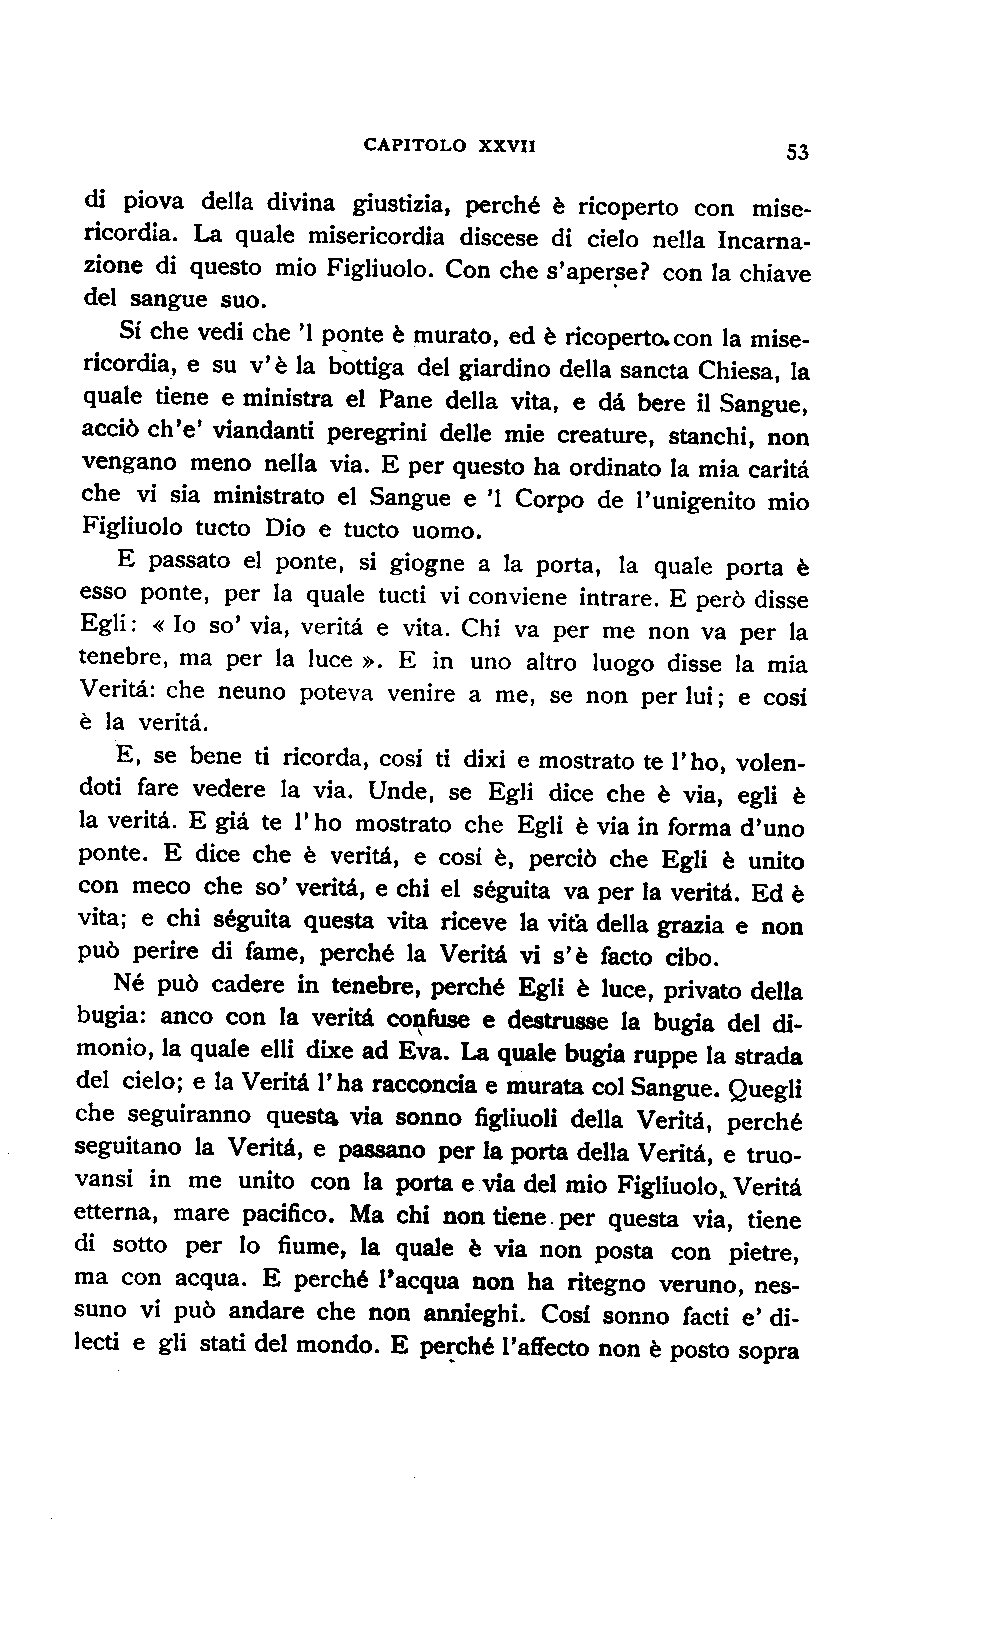 CAPITOLO XXVII 53
di piova della divina giustizia, perché è ricoperto con mise-
ricordia. La quale misericordia discese di cielo nella Incarna-
zione di questo mio Figliuolo. Con che s'aperse? con la chiave
del sangue suo.
Sí che vedi che 'l ponte è murato, ed è ricoperto con la mise-
ricordia, e su v'è la bottiga del giardino della sancta Chiesa, la
quale tiene e ministra el Pane della vita, e dá bere il Sangue,
acciò ch'e' viandanti peregrini delle mie creature, stanchi, non
vengano meno nella via. E per questo ha ordinato la mia caritá
che vi sia ministrato el Sangue e 'l Corpo de l'unigenito mio
Figliuolo tucto Dio e tucto uomo.
E passato el ponte, si giogne a la porta, la quale porta è
esso ponte, per la quale tucti vi conviene intrare. E però disse
Egli: « Io so' via, veritá e vita. Chi va per me non va per la
tenebre, ma per la luce ». E in uno altro luogo disse la mia
Veritá: che neuno poteva venire a me, se non per lui; e cosí
è la veritá.
E, se bene ti ricorda, cosí ti dixi e mostrato te l'ho, volen-
doti fare vedere la via. Unde, se Egli dice che è via, egli è
la veritá. E giá te l'ho mostrato che Egli è via in forma d'uno
ponte. E dice che è veritá, e cosí è, perciò che Egli è unito
con meco che so' veritá, e chi el séguita va per la veritá. Ed è
vita; e chi séguita questa vita riceve la vita della grazia e non
può perire di fame, perché la Veritá vi s'è facto cibo.
Né può cadere in tenebre, perché Egli è luce, privato della
bugia: anco con la veritá confuse e destrusse la bugia del di-
monio, la quale elli dixe ad Eva. La quale bugia ruppe la strada
del cielo; e la Veritá l'ha racconcia e murata col Sangue. Quegli
che seguiranno questa via sonno figliuoli della Veritá, perché
seguitano la Veritá, e passano per la porta della Veritá, e truo-
vansi in me unito con la porta e via del mio Figliuolo, Veritá
etterna, mare pacifico. Ma chi non tiene per questa via, tiene
di sotto per lo fiume, la quale è via non posta con pietre,
ma con acqua. E perché l'acqua non ha ritegno veruno, nes-
suno vi può andare che non annieghi. Cosí sonno facti e' di-
lecti e gli stati del mondo. E perché l'affecto non è posto sopra